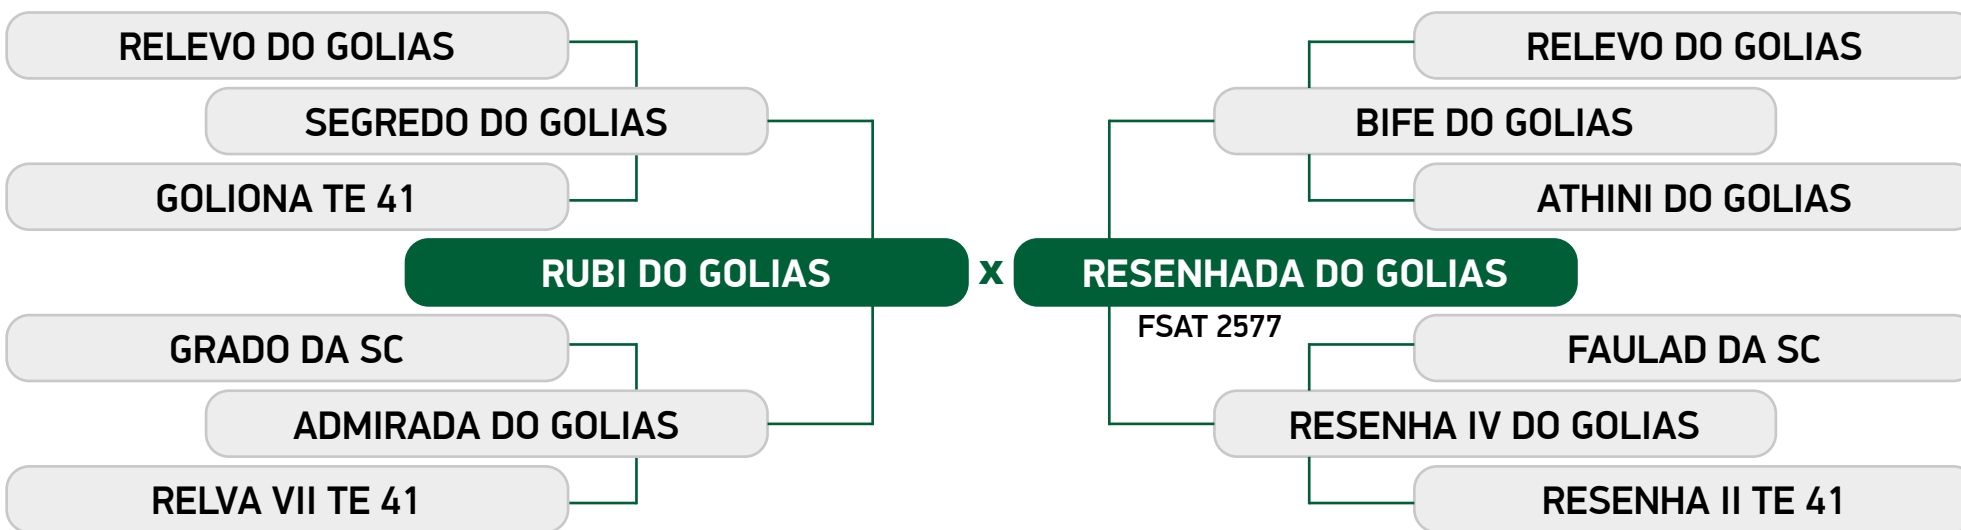 RELEVO DO GOLIAS
RELEVO DO GOLIAS
SEGREDO DO GOLIAS
BIFE DO GOLIAS
GOLIONA TE 41
ATHINI DO GOLIAS
RUBI DO GOLIAS x RESENHADA DO GOLIAS
FSAT 2577
GRADO DA SC
FAULAD DA SC
ADMIRADA DO GOLIAS
RESENHA IV DO GOLIAS
RELVA VII TE 41
RESENHA II TE 41